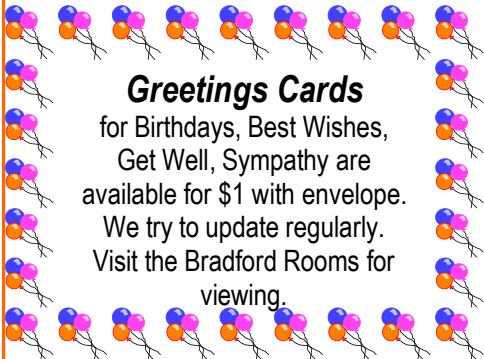 Greetings Cards
for Birthdays, Best Wishes,
Get Well, Sympathy are
available for $1 with envelope.
We try to update regularly.
Visit the Bradford Rooms for
viewing.